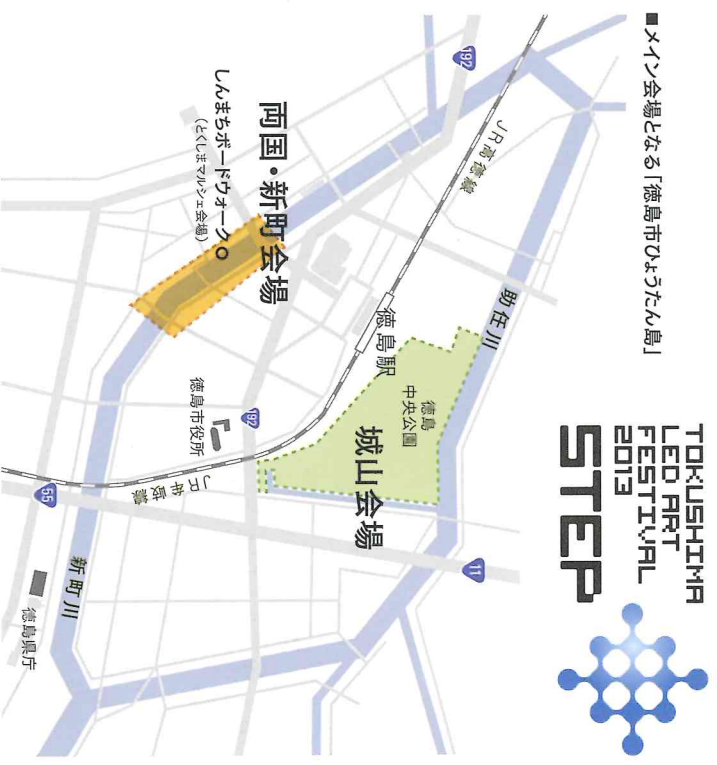 ■メイン会場となる「徳島市ひょうたん島」
TOKUSHIMA
LED ART
FESTIVAL
2013
STEP
192
JR高徳線
助任川
両国・新町会場
しんまちボードウォーク
(とくしまマルシェ会場)
徳島駅
徳島
中央公園
城山会場
192
徳島市役所
JR牟岐線
55
11
新町川
徳島県庁